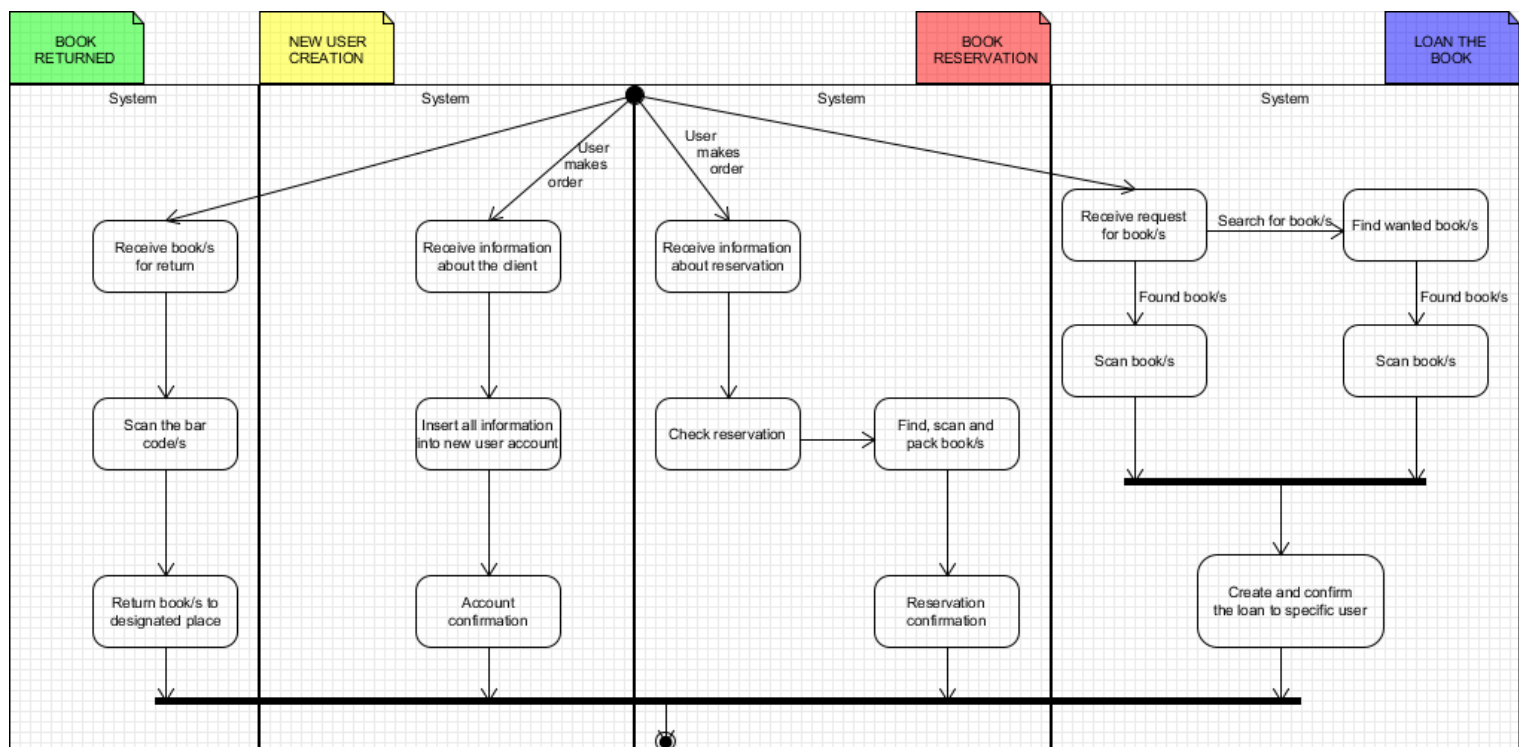 BOOK
RETURNED
NEW USER
CREATION
BOOK
RESERVATION
LOAN THE
BOOK
System
System
System
System
User
makes
order
User
makes
order
Receive book/s
for return
Receive information
about the client
Receive information
about reservation
Receive request
for book/s
Search for book/s
Find wanted book/s
Found book/s
Found book/s
Scan book/s
Scan book/s
Scan the bar
code/s
Insert all information
into new user account
Check reservation
Find, scan and
pack book/s
Return book/s to
designated place
Account
confirmation
Reservation
confirmation
Create and confirm
the loan to specific user